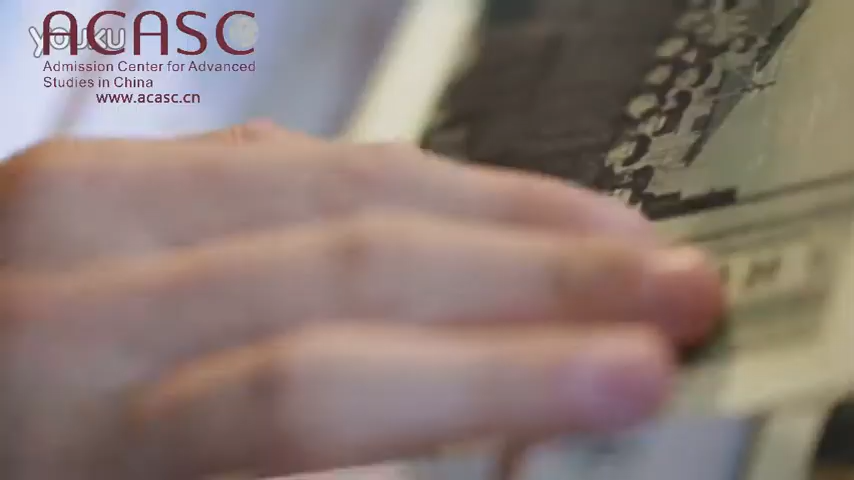 YOUKU
ACASC
Admission Center for Advanced
Studies in China
www.acasc.cn